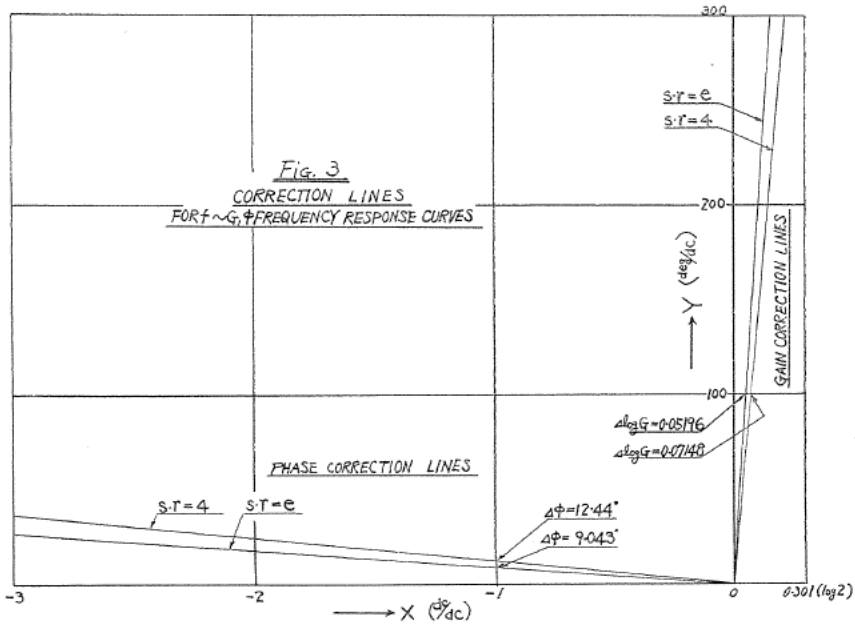 300
s.r=e
s.r=4
Fig. 3
CORRECTION LINES
FOR f ~ G, φ FREQUENCY RESPONSE CURVES
200
Y (deg/dc)
GAIN CORRECTION LINES
100
ΔlogG=0.05196
ΔlogG=0.07148
PHASE CORRECTION LINES
s.r=4
s.r=e
Δφ=12.44°
Δφ=9.043°
-3
-2
-1
0
0.301 (log2)
X (dc/dc)